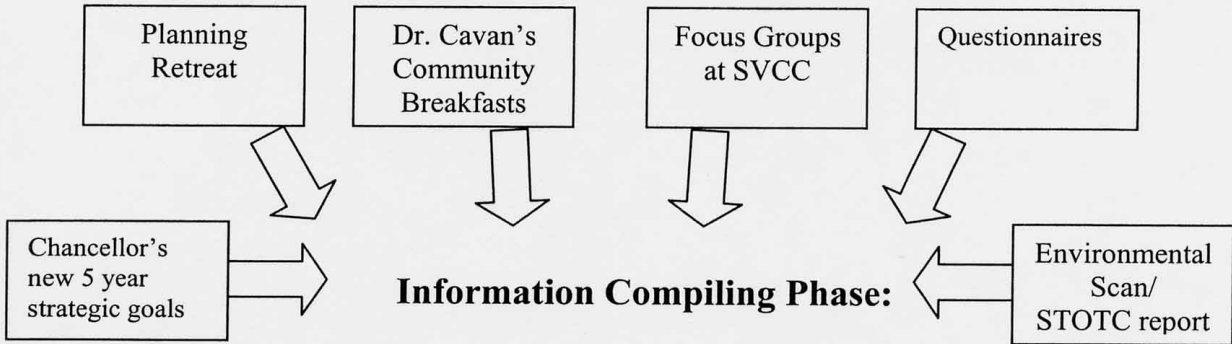 Planning
Retreat
Dr. Cavan's
Community
Breakfasts
Focus Groups
at SVCC
Questionnaires
Chancellor's
new 5 year
strategic goals
Information Compiling Phase:
Environmental
Scan/
STOTC report